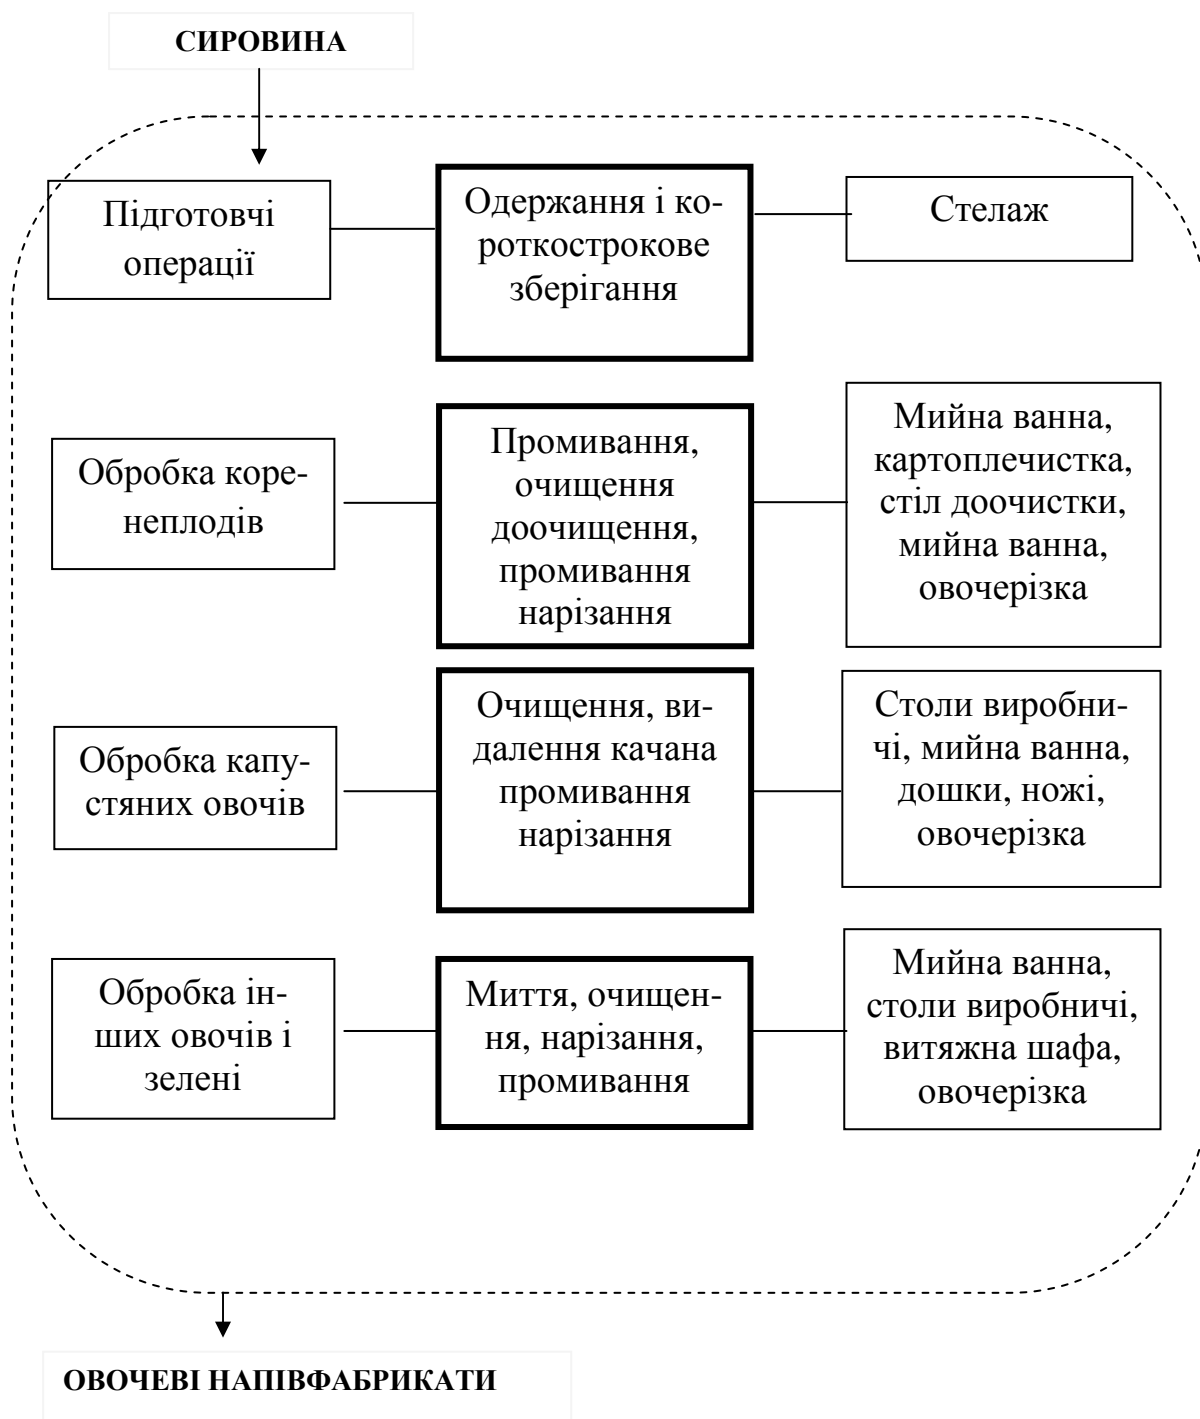 СИРОВИНА
Підготовчі
операції
Одержання і ко-
роткострокове
зберігання
Стелаж
Обробка коре-
неплодів
Промивання,
очищення
доочищення,
промивання
нарізання
Мийна ванна,
картоплечистка,
стіл доочистки,
мийна ванна,
овочерізка
Обробка капу-
стяних овочів
Очищення, ви-
далення качана
промивання
нарізання
Столи виробни-
чі, мийна ванна,
дошки, ножі,
овочерізка
Обробка ін-
ших овочів і
зелені
Миття, очищен-
ня, нарізання,
промивання
Мийна ванна,
столи виробничі,
витяжна шафа,
овочерізка
ОВОЧЕВІ НАПІВФАБРИКАТИ